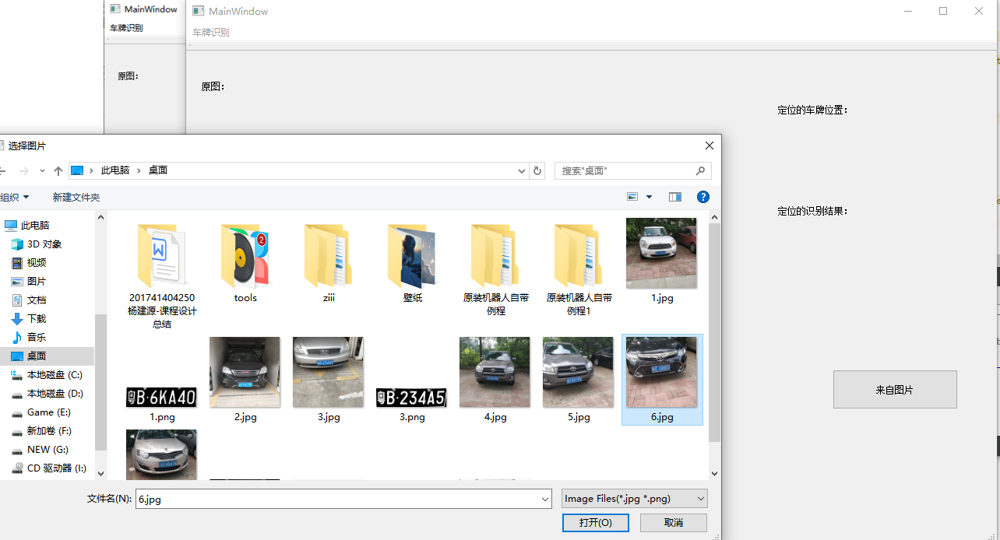 MainWindow
MainWindow
车牌识别
车牌识别
原图:
原图:
定位的车牌位置:
选择图片
此电脑
桌面
搜索"桌面"
组织
新建文件夹
定位的识别结果:
此电脑
3D 对象
视频
图片
文档
下载
音乐
桌面
本地磁盘 (C:)
本地磁盘 (D:)
Game (E:)
新加卷 (F:)
NEW (G:)
CD 驱动器 (I:)
W
201741404250
杨建源-课程设计
总结
2
tools
ziii
壁纸
原装机器人自带
例程
原装机器人自带
例程1
1.jpg
粤B·6KA40
1.png
2.jpg
3.jpg
粤B·234A5
3.png
4.jpg
5.jpg
6.jpg
来自图片
文件名(N):
6.jpg
Image Files(*.jpg *.png)
打开(O)
取消